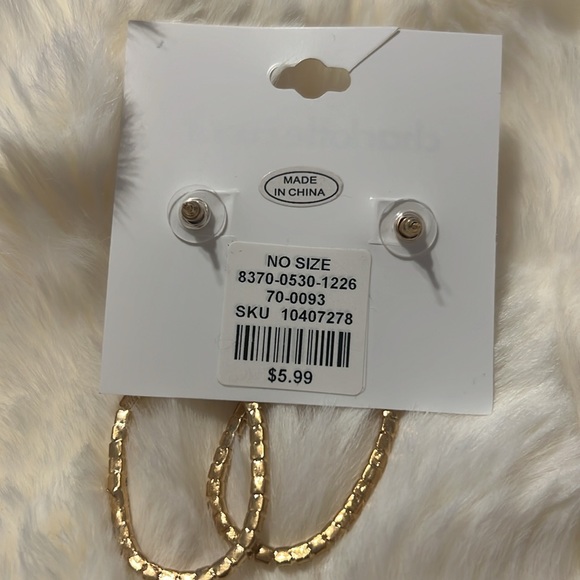 MADE
IN CHINA
NO SIZE
8370-0530-1226
70-0093
SKU 10407278
$5.99